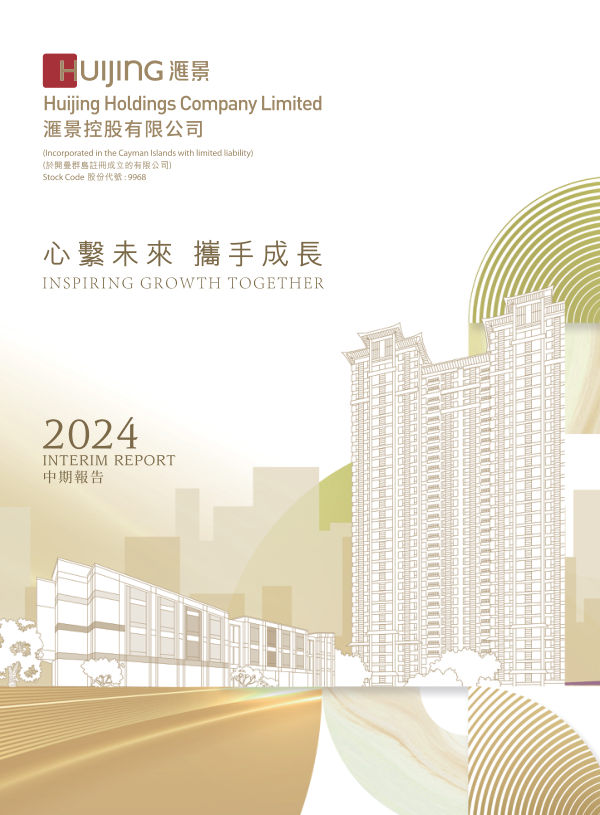 HUIJING 滙景
Huijing Holdings Company Limited
滙景控股有限公司
(Incorporated in the Cayman Islands with limited liability)
(於開曼群島註冊成立的有限公司)
Stock Code 股份代號 : 9968
心繫未來 攜手成長
INSPIRING GROWTH TOGETHER
2024
INTERIM REPORT
中期報告